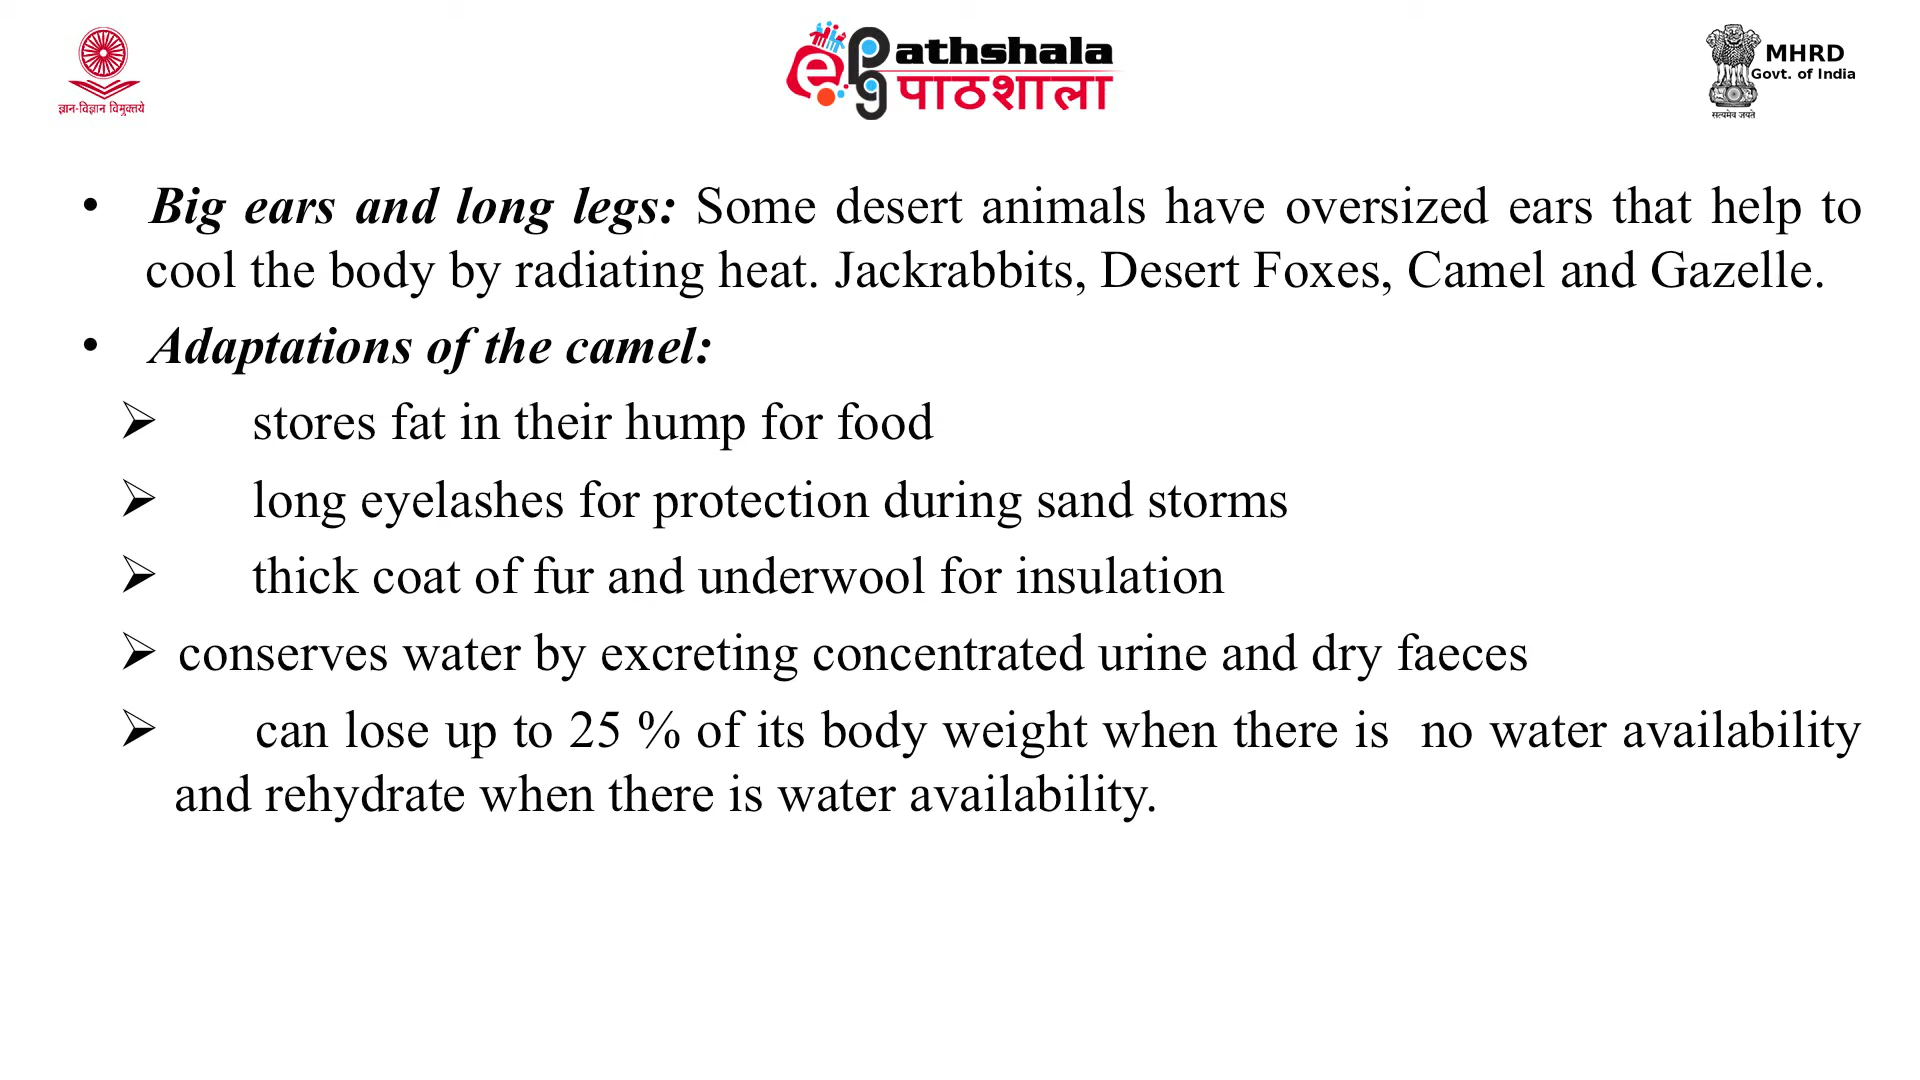 ज्ञान-विज्ञान विमुक्तये
ePgathshala
पाठशाला
MHRD
Govt. of India
सत्यमेव जयते
• Big ears and long legs: Some desert animals have oversized ears that help to
cool the body by radiating heat. Jackrabbits, Desert Foxes, Camel and Gazelle.
• Adaptations of the camel:
➢ stores fat in their hump for food
➢ long eyelashes for protection during sand storms
➢ thick coat of fur and underwool for insulation
➢ conserves water by excreting concentrated urine and dry faeces
➢ can lose up to 25 % of its body weight when there is no water availability
and rehydrate when there is water availability.